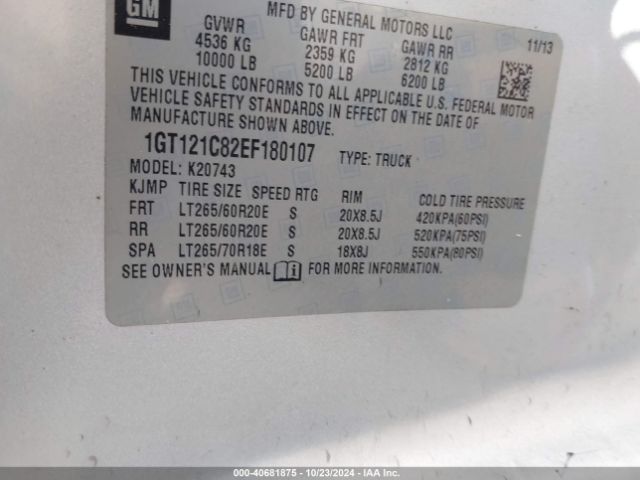 GM
MFD BY GENERAL MOTORS LLC
GVWR GAWR FRT GAWR RR 11/13
4536 KG 2359 KG 2812 KG
10000 LB 5200 LB 6200 LB
THIS VEHICLE CONFORMS TO ALL APPLICABLE U.S. FEDERAL MOTOR
VEHICLE SAFETY STANDARDS IN EFFECT ON THE DATE OF
MANUFACTURE SHOWN ABOVE.
1GT121C82EF180107 TYPE: TRUCK
MODEL: K20743
KJMP TIRE SIZE SPEED RTG RIM COLD TIRE PRESSURE
FRT LT265/60R20E S 20X8.5J 420KPA(60PSI)
RR LT265/60R20E S 20X8.5J 520KPA(75PSI)
SPA LT265/70R18E S 18X8J 550KPA(80PSI)
SEE OWNER'S MANUAL FOR MORE INFORMATION.
000-40681875 - 10/23/2024 - IAA Inc.